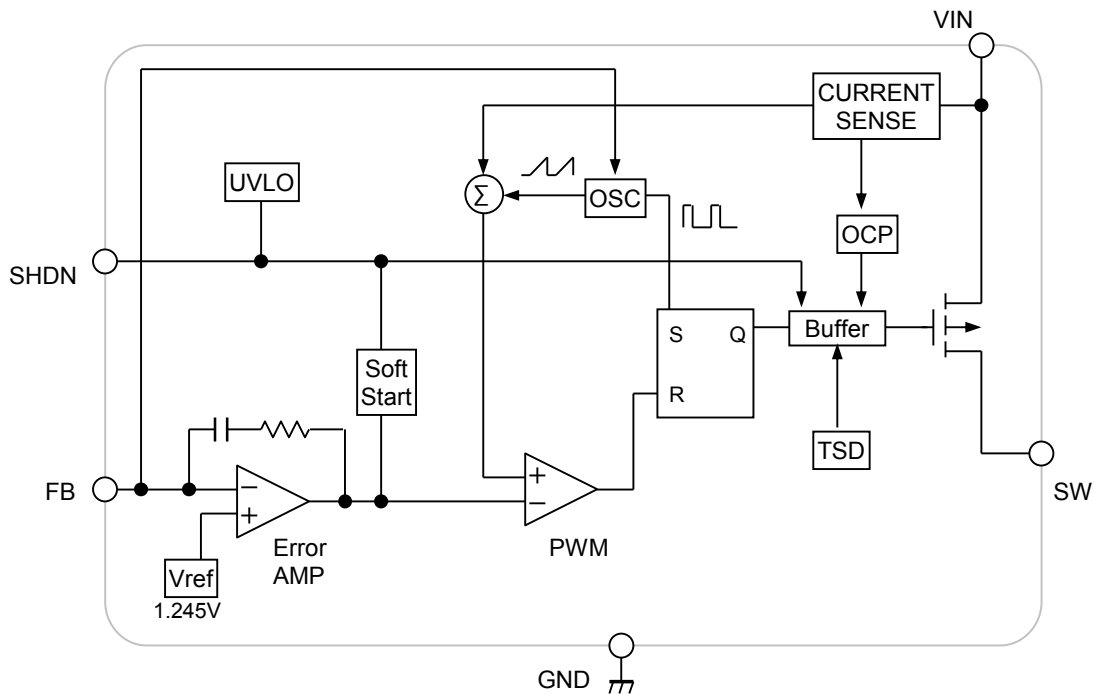 VIN
CURRENT
SENSE
UVLO
Σ
OSC
OCP
SHDN
S
Q
Buffer
Soft
Start
R
TSD
FB
−
+
+
−
SW
Error
AMP
PWM
Vref
1.245V
GND